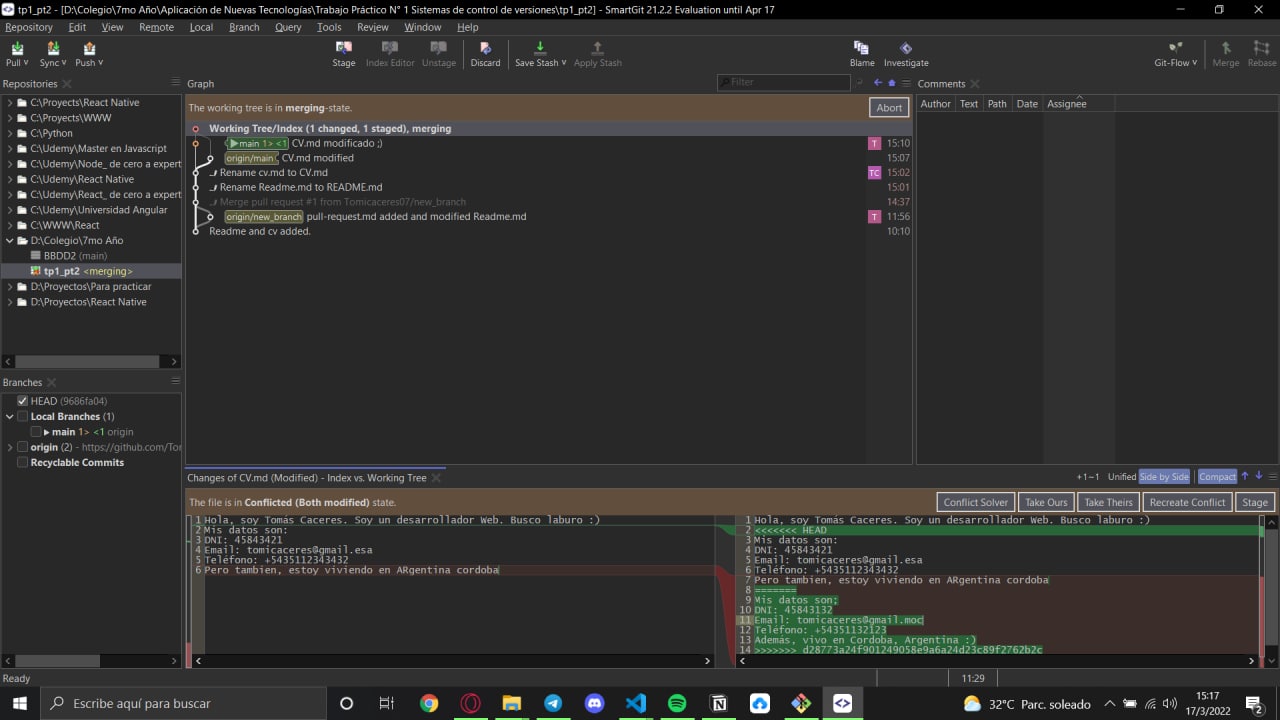 tp1_pt2 - [D:\Colegio\7mo Año\Aplicación de Nuevas Tecnologías\Trabajo Práctico N° 1 Sistemas de control de versiones\tp1_pt2] - SmartGit 21.2.2 Evaluation until Apr 17
Repository Edit View Remote Local Branch Query Tools Review Window Help
Pull Sync Push Stage Index Editor Unstage Discard Save Stash Apply Stash Blame Investigate Git-Flow Merge Rebase
Repositories
C:\Proyects\React Native
C:\Proyects\WWW
C:\Python
C:\Udemy\Master en Javascript
C:\Udemy\Node_ de cero a expert
C:\Udemy\React Native
C:\Udemy\React_ de cero a expert
C:\Udemy\Universidad Angular
C:\WWW\React
D:\Colegio\7mo Año
BBDD2 (main)
tp1_pt2 <merging>
D:\Proyectos\Para practicar
D:\Proyectos\React Native
Branches
HEAD (9686fa04)
Local Branches (1)
main 1> <1 origin
origin (2) - https://github.com/Tor
Recyclable Commits
Graph
Filter
The working tree is in merging-state.
Abort
Working Tree/Index (1 changed, 1 staged), merging
main 1> <1 CV.md modificado ;) T 15:10
origin/main CV.md modified 15:07
Rename cv.md to CV.md TC 15:02
Rename Readme.md to README.md 15:01
Merge pull request #1 from Tomicaceres07/new_branch 14:37
origin/new_branch pull-request.md added and modified Readme.md T 11:56
Readme and cv added. 10:10
Comments
Author Text Path Date Assignee
Changes of CV.md (Modified) - Index vs. Working Tree
+1~1 Unified Side by Side Compact
The file is in Conflicted (Both modified) state.
Conflict Solver Take Ours Take Theirs Recreate Conflict Stage
1 Hola, soy Tomás Caceres. Soy un desarrollador Web. Busco laburo :)
2 Mis datos son:
3 DNI: 45843421
4 Email: tomicaceres@gmail.esa
5 Teléfono: +5435112343432
6 Pero tambien, estoy viviendo en ARgentina cordoba
1 Hola, soy Tomás Caceres. Soy un desarrollador Web. Busco laburo :)
2 <<<<<<< HEAD
3 Mis datos son:
4 DNI: 45843421
5 Email: tomicaceres@gmail.esa
6 Teléfono: +5435112343432
7 Pero tambien, estoy viviendo en ARgentina cordoba
8 =======
9 Mis datos son;
10 DNI: 45843132
11 Email: tomicaceres@gmail.moc
12 Teléfono: +54351132123
13 Además, vivo en Cordoba, Argentina :)
14 >>>>>>> d28773a24f901249058e9a6a24d23c89f2762b2c
Ready
11:29
Escribe aquí para buscar
32°C Parc. soleado
15:17
17/3/2022
2